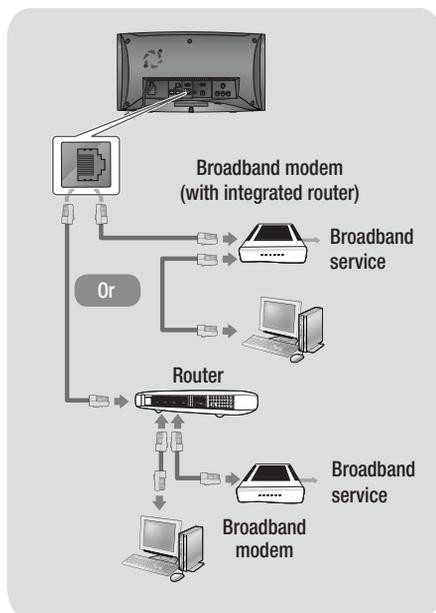 Broadband modem
(with integrated router)
Broadband
service
Or
Router
Broadband
service
Broadband
modem